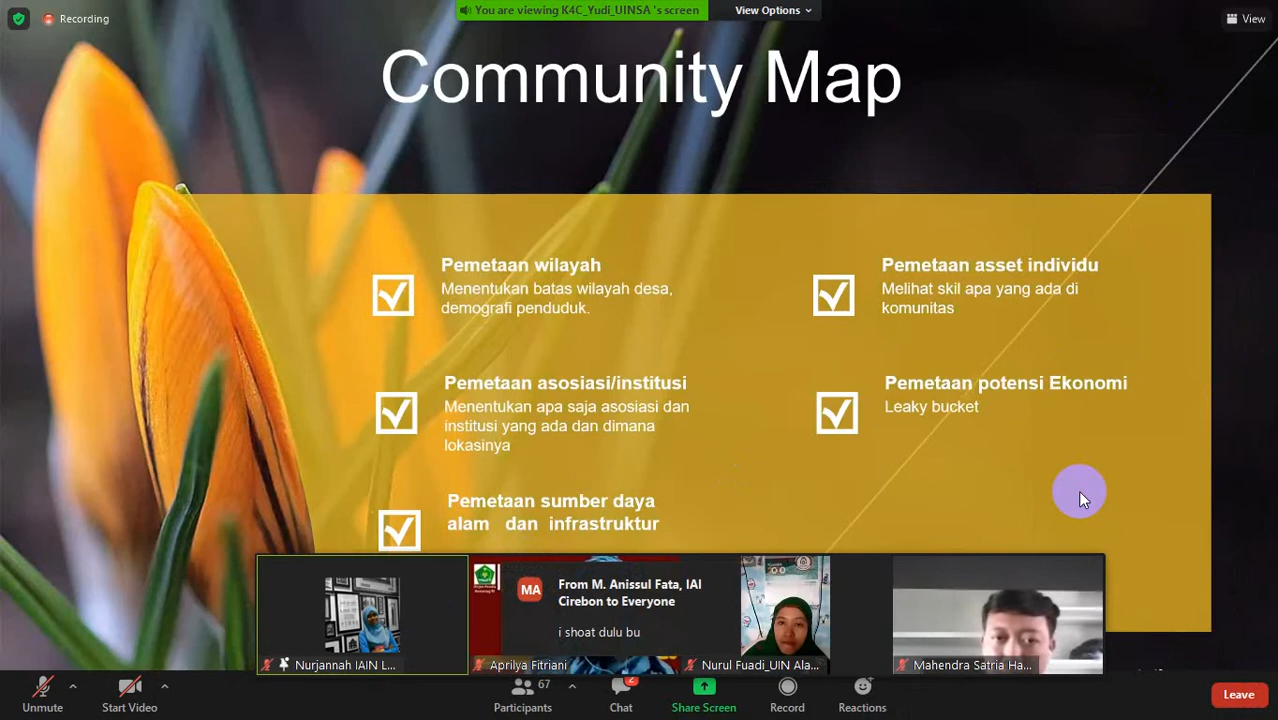 Recording
You are viewing K4C_Yudi_UINSA 's screen
View Options
View
Community Map
Pemetaan wilayah
Menentukan batas wilayah desa,
demografi penduduk.
Pemetaan asset individu
Melihat skil apa yang ada di
komunitas
Pemetaan asosiasi/institusi
Menentukan apa saja asosiasi dan
institusi yang ada dan dimana
lokasinya
Pemetaan potensi Ekonomi
Leaky bucket
Pemetaan sumber daya
alam dan infrastruktur
MA
From M. Anissul Fata, IAI
Cirebon to Everyone
i shoat dulu bu
Nurjannah IAIN L...
Aprilya Fitriani
Nurul Fuadi_UIN Ala...
Mahendra Satria Ha...
Unmute
Start Video
67
Participants
2
Chat
Share Screen
Record
Reactions
Leave